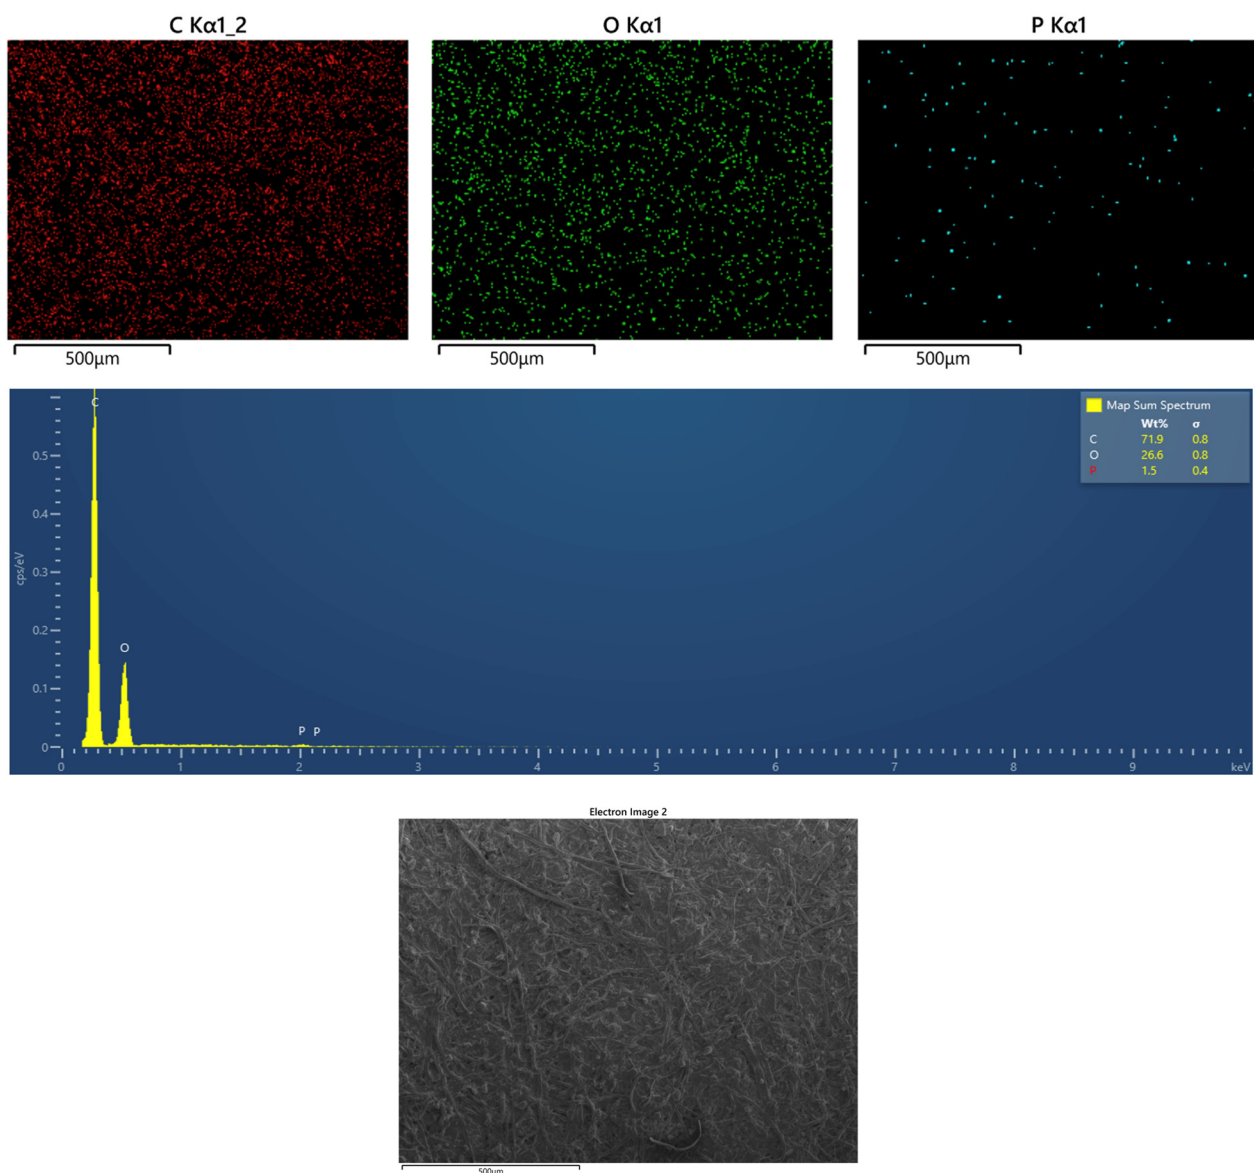 C Kα1_2
O Kα1
P Kα1
500μm
500μm
500μm
Map Sum Spectrum
Wt% σ
C 71.9 0.8
O 26.6 0.8
P 1.5 0.4
C
0.5
0.4
cps/eV
0.3
0.2
O
0.1
P P
0
0 1 2 3 4 5 6 7 8 9 keV
Electron Image 2
500μm